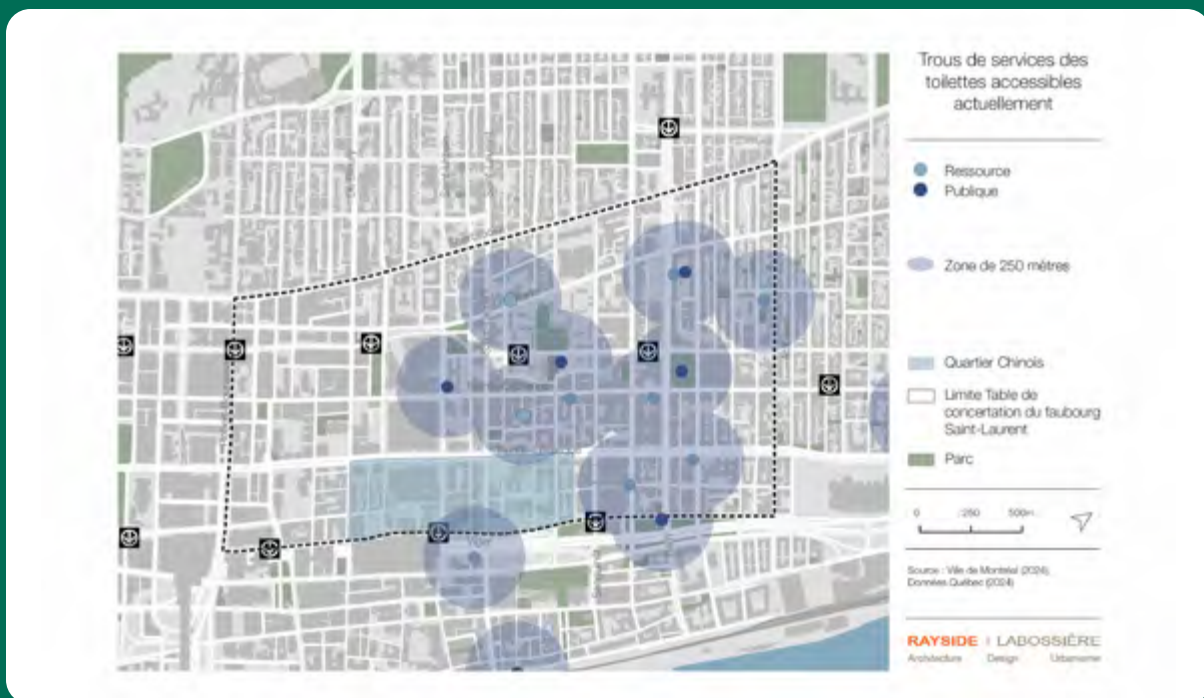 Trous de services des
toilettes accessibles
actuellement
Ressource
Publique
Zone de 250 mètres
Quartier Chinois
Limite Table de
concertation du faubourg
Saint-Laurent
Parc
0 250 500m
Source : Ville de Montréal (2024),
Données Québec (2024)
RAYSIDE | LABOSSIÈRE
Architecture Design Urbanisme